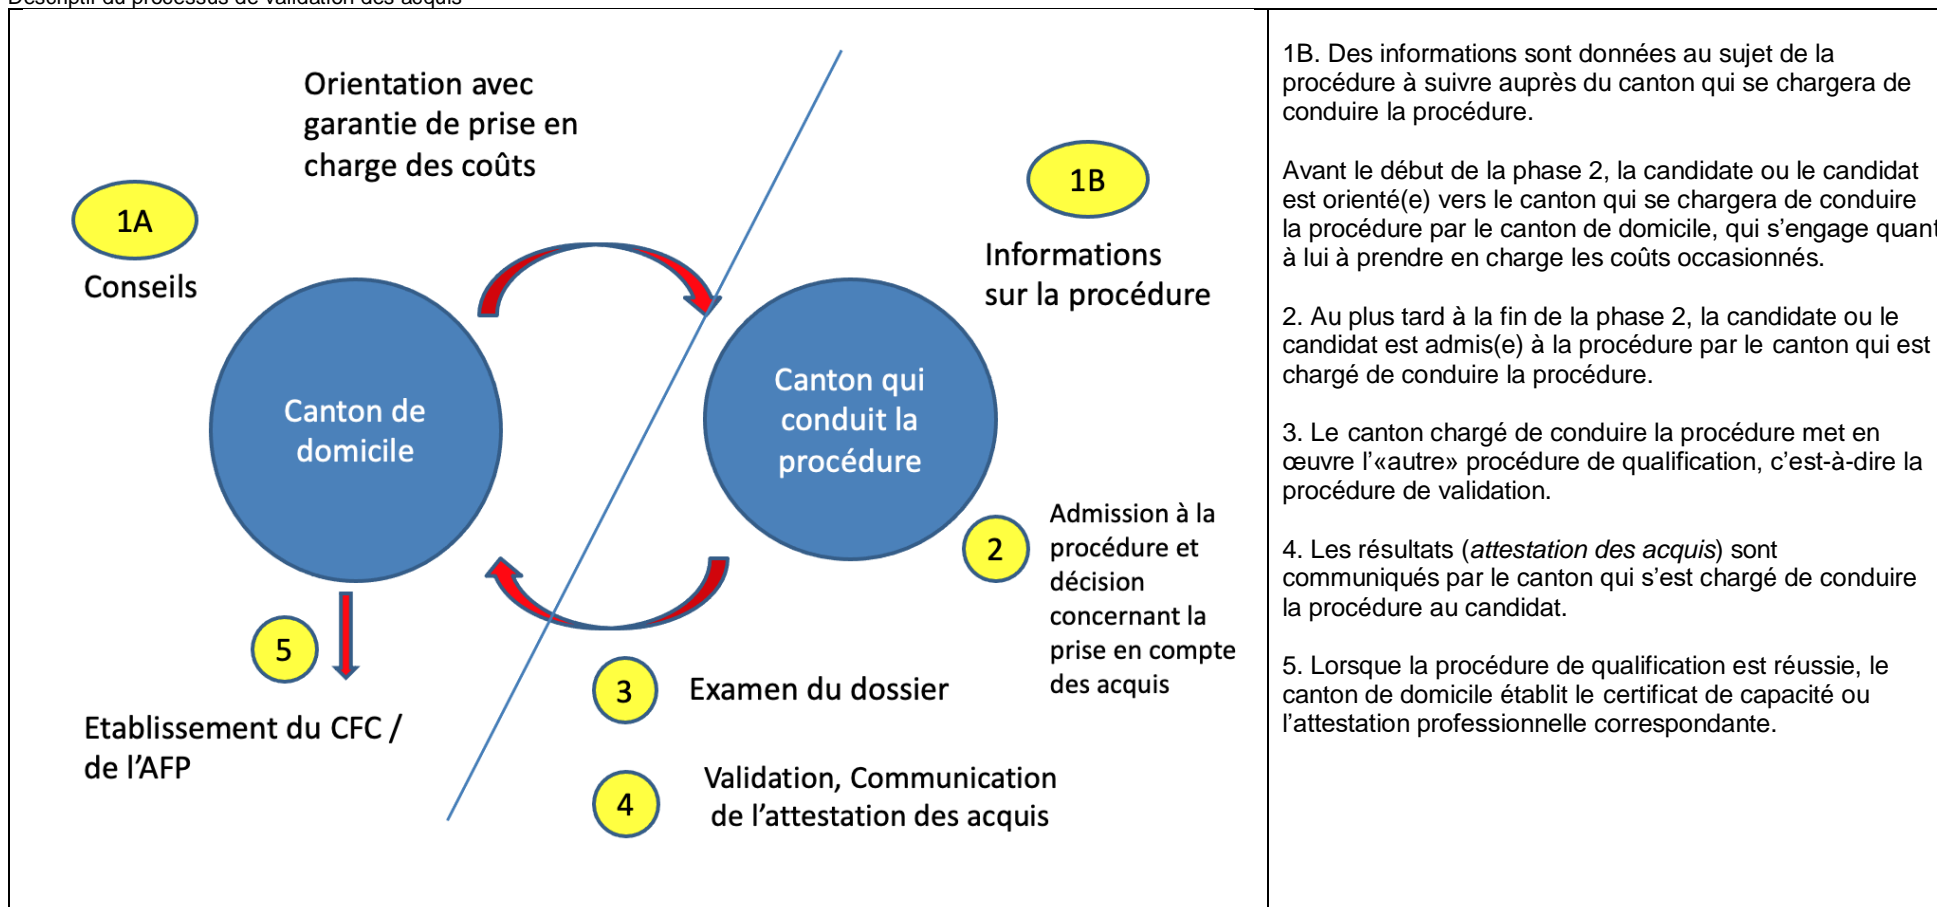 Descriptif du processus de validation des acquis
Orientation avec
garantie de prise en
charge des coûts
1A
Conseils
1B
Informations
sur la procédure
Canton de
domicile
Canton qui
conduit la
procédure
2
Admission à la
procédure et
décision
concernant la
prise en compte
des acquis
5
Etablissement du CFC /
de l’AFP
3
Examen du dossier
4
Validation, Communication
de l’attestation des acquis
1B. Des informations sont données au sujet de la
procédure à suivre auprès du canton qui se chargera de
conduire la procédure.
Avant le début de la phase 2, la candidate ou le candidat
est orienté(e) vers le canton qui se chargera de conduire
la procédure par le canton de domicile, qui s’engage quant
à lui à prendre en charge les coûts occasionnés.
2. Au plus tard à la fin de la phase 2, la candidate ou le
candidat est admis(e) à la procédure par le canton qui est
chargé de conduire la procédure.
3. Le canton chargé de conduire la procédure met en
œuvre l’«autre» procédure de qualification, c’est-à-dire la
procédure de validation.
4. Les résultats (attestation des acquis) sont
communiqués par le canton qui s’est chargé de conduire
la procédure au candidat.
5. Lorsque la procédure de qualification est réussie, le
canton de domicile établit le certificat de capacité ou
l’attestation professionnelle correspondante.